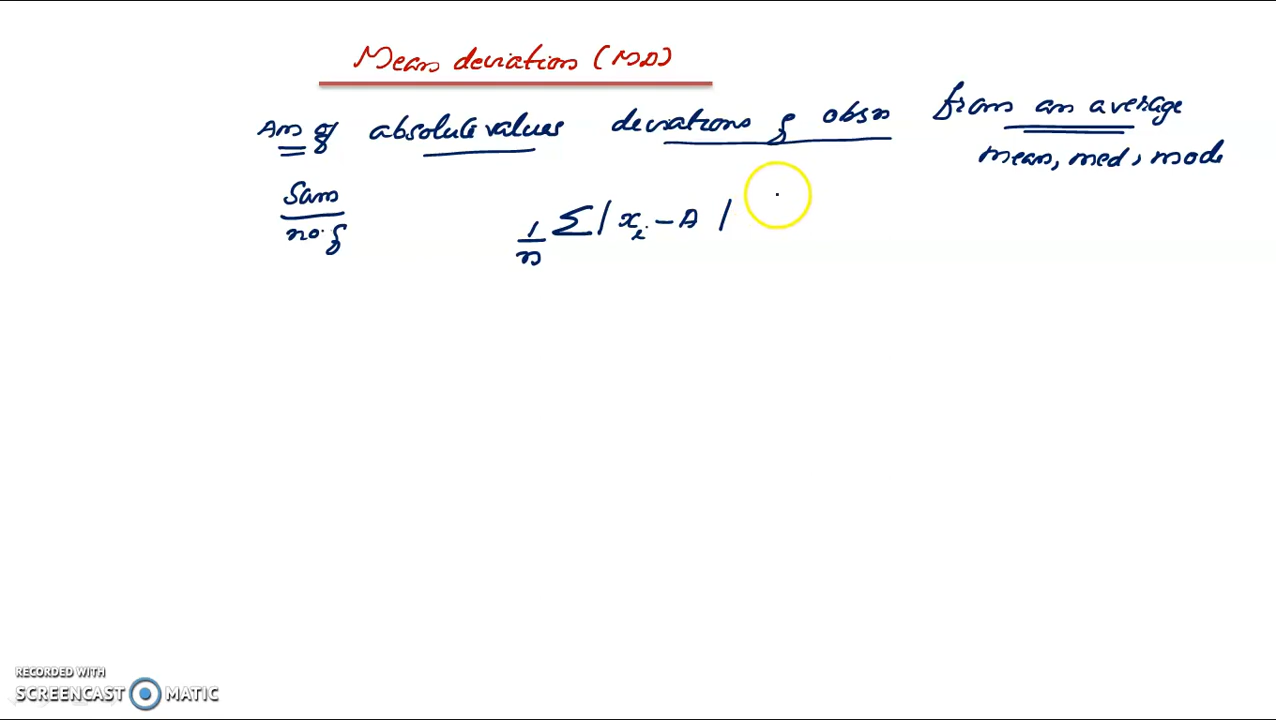 Mean deviation (MD)
Am of absolute values deviations of obsn from an average
mean, med, mode
Sum
no. of
1/n Σ| xᵢ - A |
RECORDED WITH
SCREENCAST MATIC